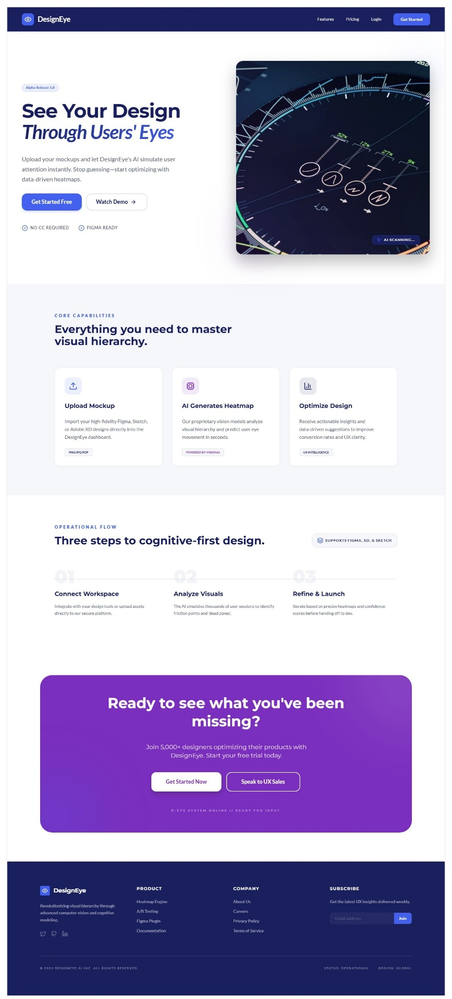 DesignEye
Features
Pricing
Login
Get Started
Alpha Release 1.0
See Your Design
Through Users' Eyes
Upload your mockups and let DesignEye's AI simulate user
attention instantly. Stop guessing—start optimizing with
data-driven heatmaps.
Get Started Free
Watch Demo
NO CC REQUIRED
FIGMA READY
00
01
52%
12%
27%
9%
AI SCANNING...
CORE CAPABILITIES
Everything you need to master
visual hierarchy.
Upload Mockup
Import your high-fidelity Figma, Sketch,
or Adobe XD designs directly into the
DesignEye dashboard.
PNG/JPG/PDF
AI Generates Heatmap
Our proprietary vision models analyze
visual hierarchy and predict user eye
movement in seconds.
POWERED BY VISIONAI
Optimize Design
Receive actionable insights and
data-driven suggestions to improve
conversion rates and UX clarity.
UX INTELLIGENCE
OPERATIONAL FLOW
Three steps to cognitive-first design.
SUPPORTS FIGMA, XD, & SKETCH
01
Connect Workspace
Integrate with your design tools or upload assets
directly to our secure platform.
02
Analyze Visuals
The AI simulates thousands of user sessions to identify
friction points and 'dead zones'.
03
Refine & Launch
Iterate based on precise heatmaps and confidence
scores before handing off to dev.
Ready to see what you've been
missing?
Join 5,000+ designers optimizing their products with
DesignEye. Start your free trial today.
Get Started Now
Speak to UX Sales
D-EYE SYSTEM ONLINE // READY FOR INPUT
DesignEye
Revolutionizing visual hierarchy through
advanced computer vision and cognitive
modeling.
PRODUCT
Heatmap Engine
A/B Testing
Figma Plugin
Documentation
COMPANY
About Us
Careers
Privacy Policy
Terms of Service
SUBSCRIBE
Get the latest UX insights delivered weekly.
Email address
Join
© 2024 DESIGNEYE AI INC. ALL RIGHTS RESERVED.
STATUS: OPERATIONAL
REGION: GLOBAL